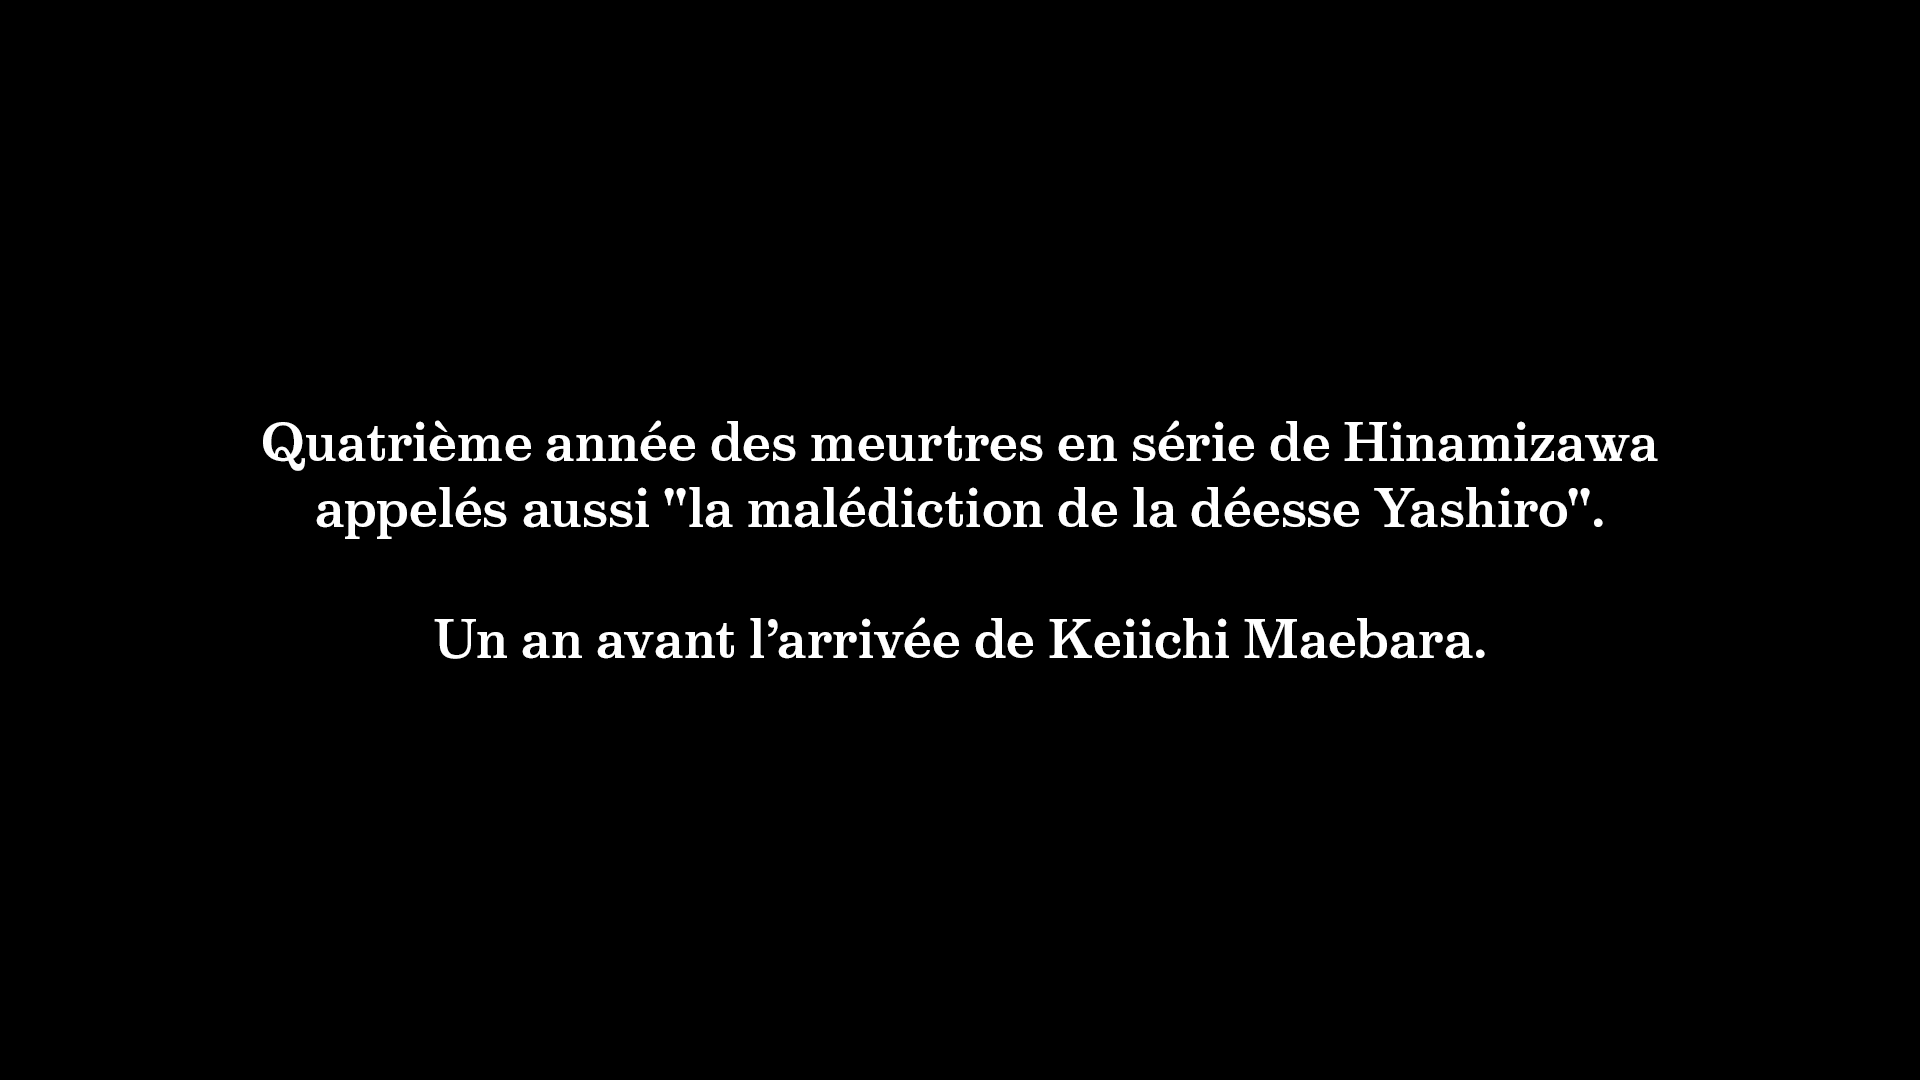 Quatrième année des meurtres en série de Hinamizawa
appelés aussi "la malédiction de la déesse Yashiro".
Un an avant l’arrivée de Keiichi Maebara.